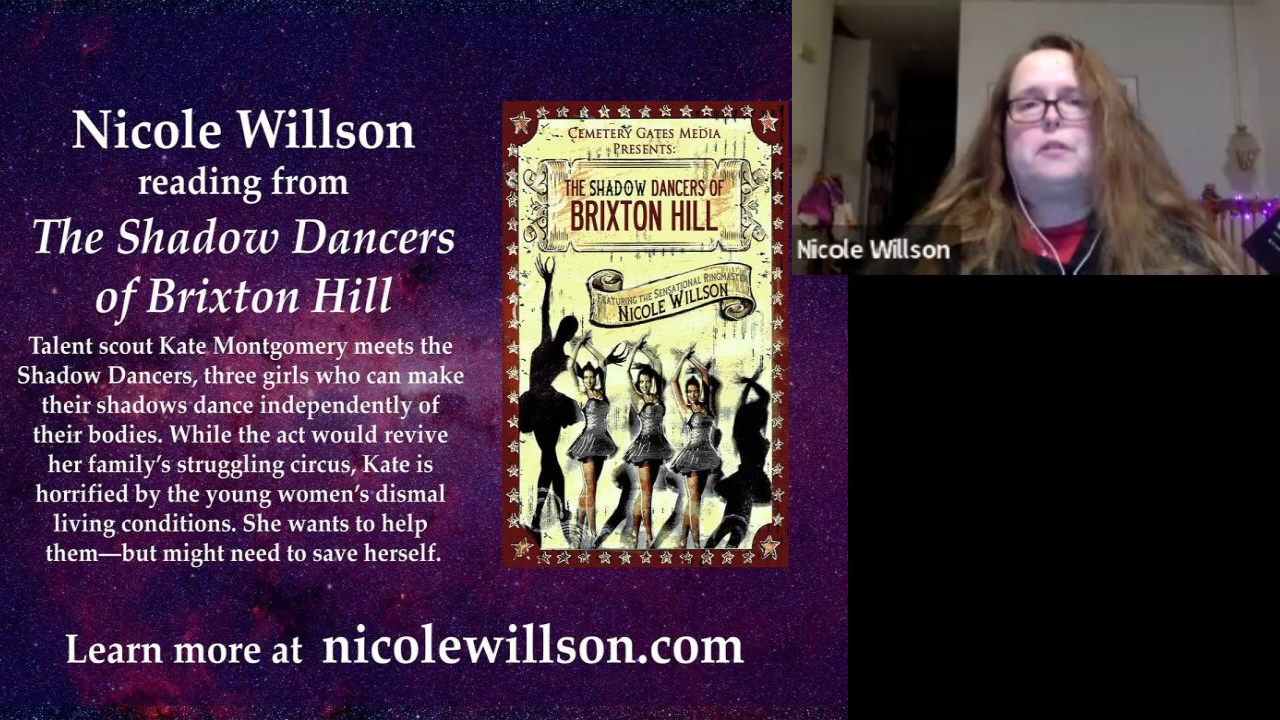 Nicole Willson
reading from
The Shadow Dancers
of Brixton Hill
Talent scout Kate Montgomery meets the
Shadow Dancers, three girls who can make
their shadows dance independently of
their bodies. While the act would revive
her family’s struggling circus, Kate is
horrified by the young women’s dismal
living conditions. She wants to help
them—but might need to save herself.
Learn more at nicolewillson.com
CEMETERY GATES MEDIA
PRESENTS:
THE SHADOW DANCERS OF
BRIXTON HILL
FEATURING THE SENSATIONAL RINGMASTER
NICOLE WILLSON
Nicole Willson